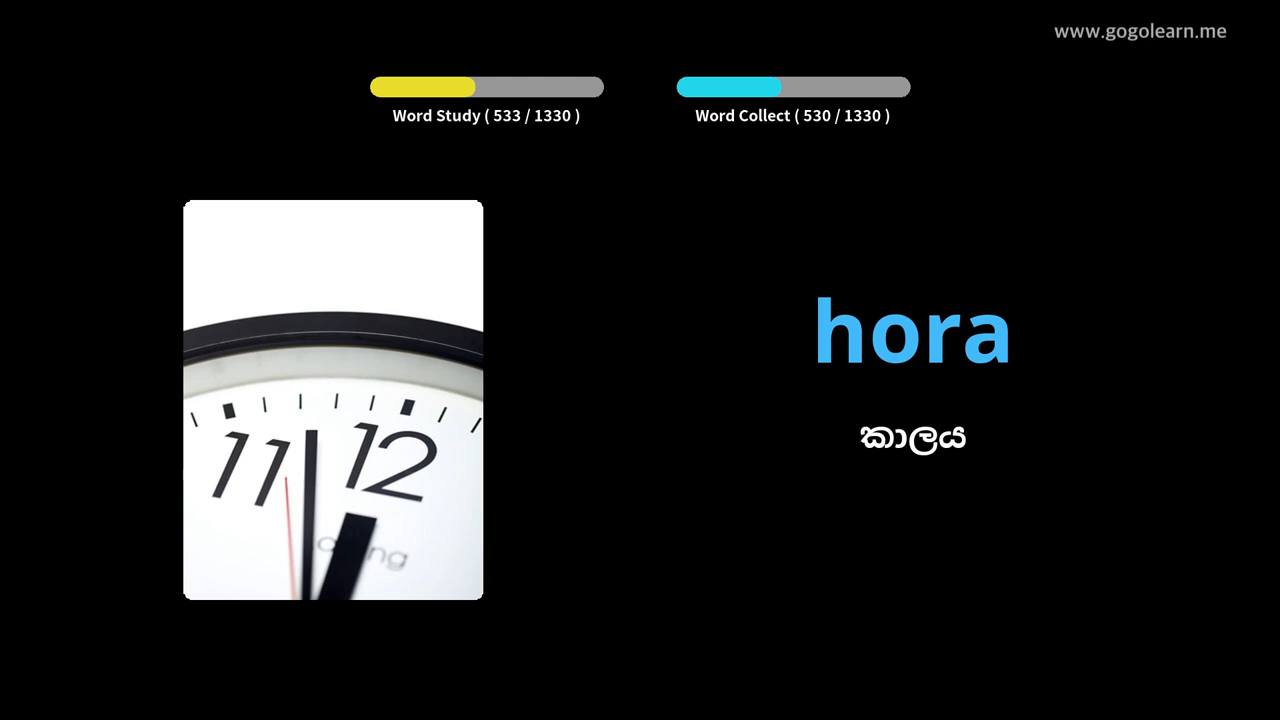 www.gogolearn.me
Word Study ( 533 / 1330 )
Word Collect ( 530 / 1330 )
11
12
hora
කාලය